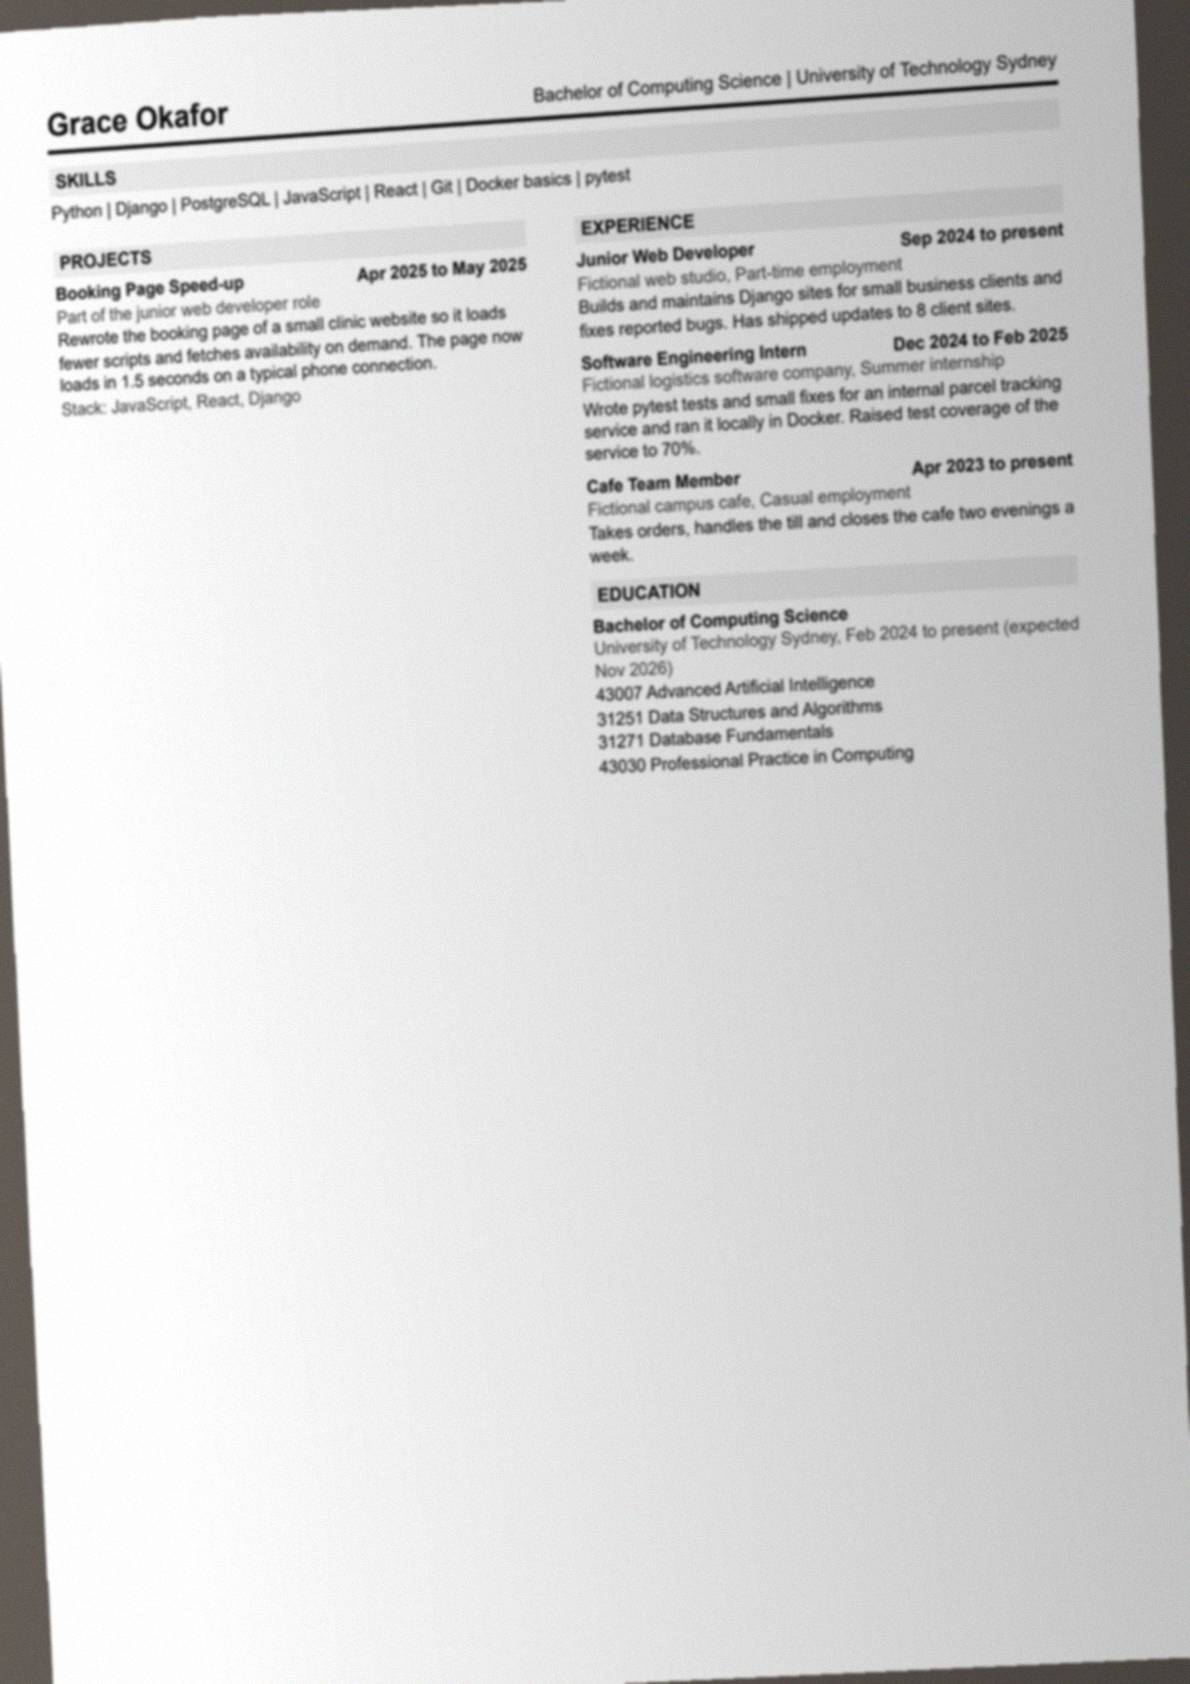 Grace Okafor
Bachelor of Computing Science | University of Technology Sydney
SKILLS
Python | Django | PostgreSQL | JavaScript | React | Git | Docker basics | pytest
PROJECTS
Booking Page Speed-up
Apr 2025 to May 2025
Part of the junior web developer role
Rewrote the booking page of a small clinic website so it loads
fewer scripts and fetches availability on demand. The page now
loads in 1.5 seconds on a typical phone connection.
Stack: JavaScript, React, Django
EXPERIENCE
Junior Web Developer
Sep 2024 to present
Fictional web studio, Part-time employment
Builds and maintains Django sites for small business clients and
fixes reported bugs. Has shipped updates to 8 client sites.
Software Engineering Intern
Dec 2024 to Feb 2025
Fictional logistics software company, Summer internship
Wrote pytest tests and small fixes for an internal parcel tracking
service and ran it locally in Docker. Raised test coverage of the
service to 70%.
Cafe Team Member
Apr 2023 to present
Fictional campus cafe, Casual employment
Takes orders, handles the till and closes the cafe two evenings a
week.
EDUCATION
Bachelor of Computing Science
University of Technology Sydney, Feb 2024 to present (expected
Nov 2026)
43007 Advanced Artificial Intelligence
31251 Data Structures and Algorithms
31271 Database Fundamentals
43030 Professional Practice in Computing